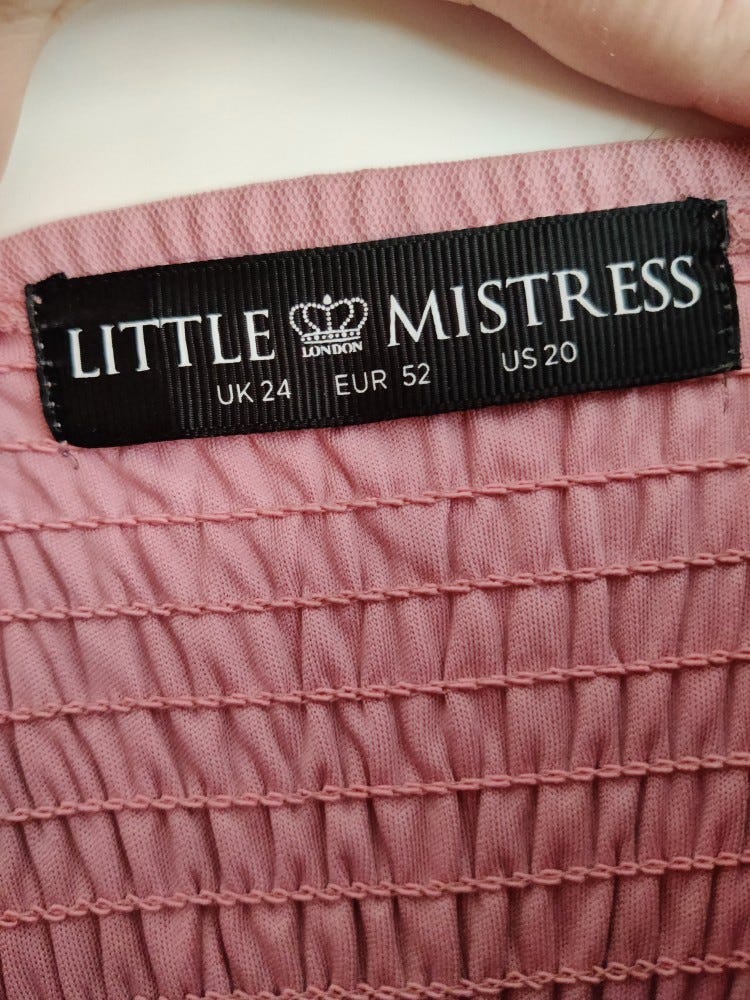 LITTLE LONDON MISTRESS
UK 24 EUR 52 US 20